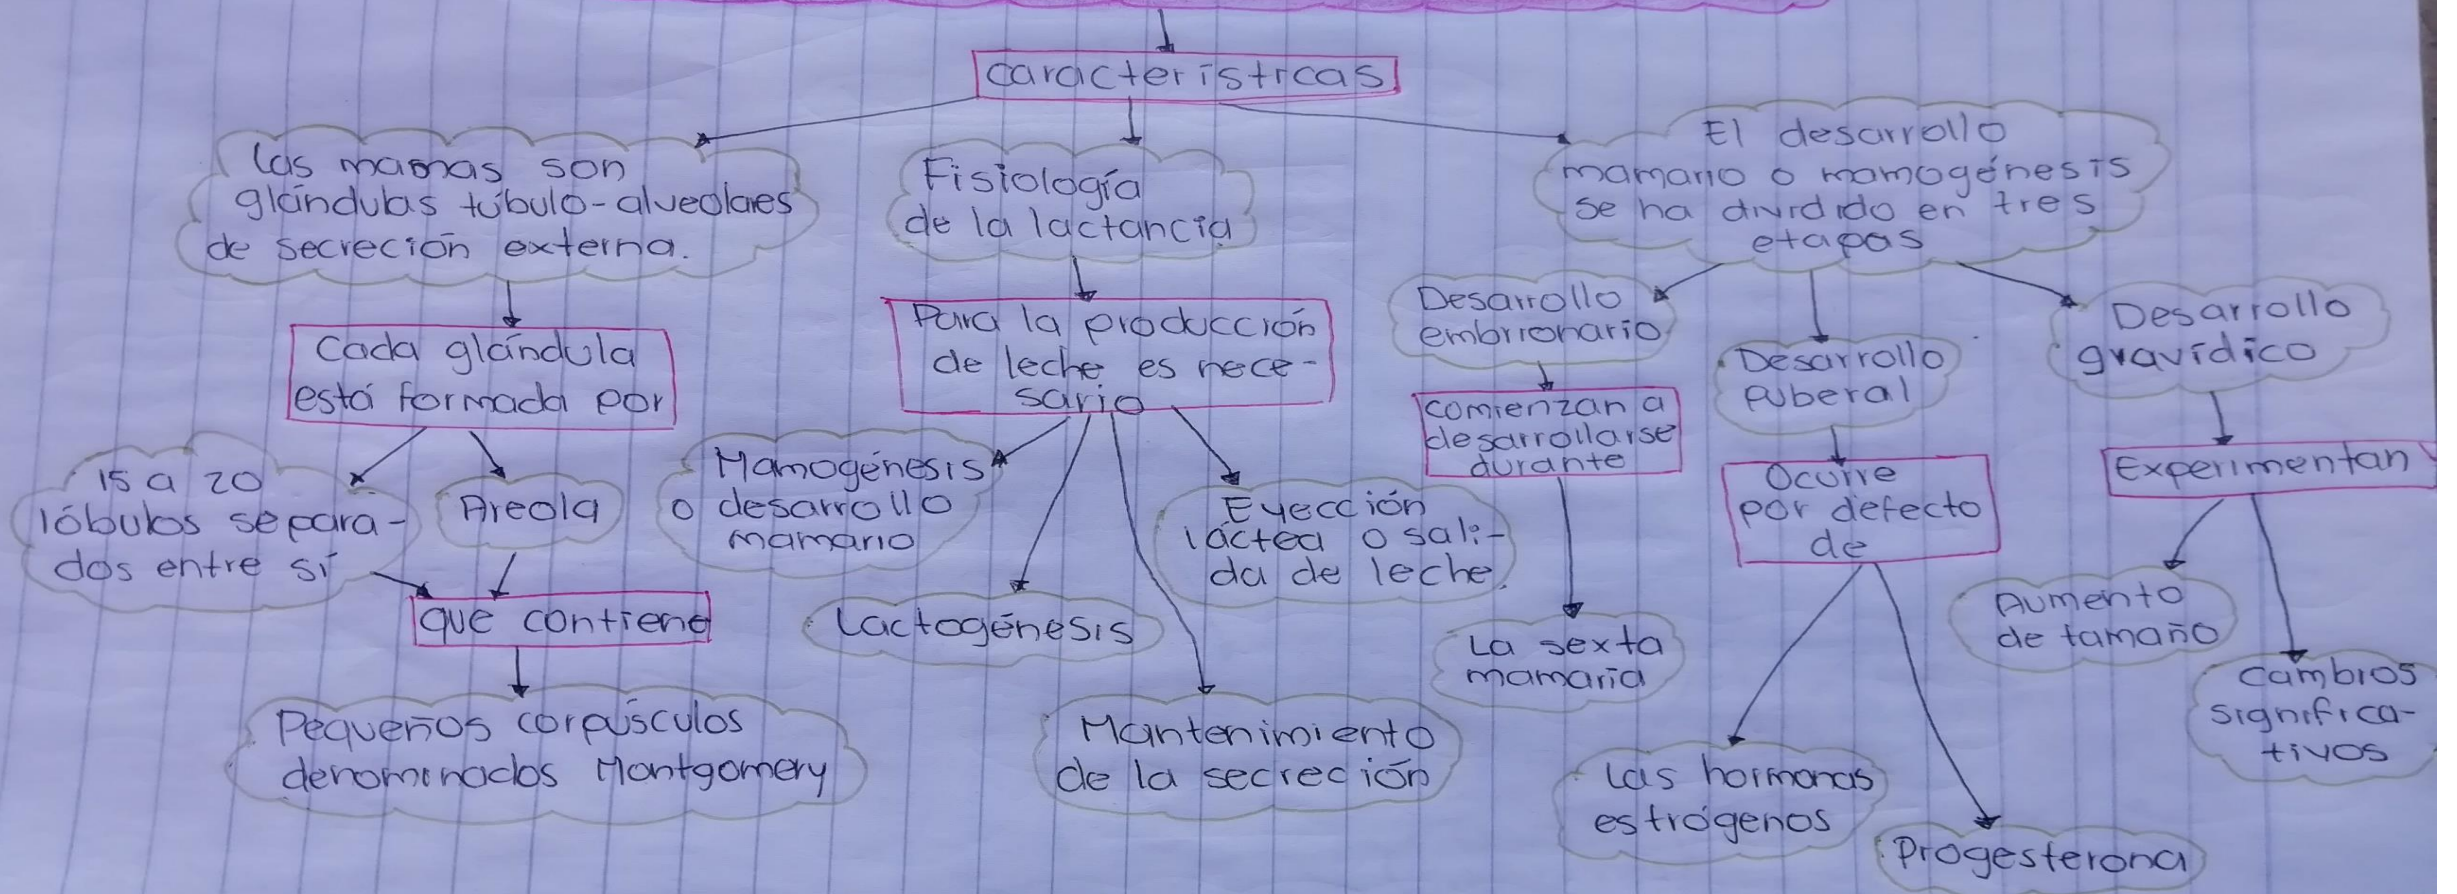 características
Las mamas son
glándulas túbulo-alveolares
de secreción externa.
Cada glándula
está formada por
15 a 20
lóbulos separa-
dos entre sí
Areola
que contiene
Pequeños corpúsculos
denominados Montgomery
Fisiología
de la lactancia
Para la producción
de leche es nece-
sario
Mamogénesis
o desarrollo
mamario
Lactogénesis
Mantenimiento
de la secreción
Eyección
láctea o sali-
da de leche.
El desarrollo
mamario o mamogénesis
se ha dividido en tres
etapas
Desarrollo
embrionario
comienzan a
desarrollarse
durante
La sexta
mamaria
Desarrollo
puberal
Ocurre
por defecto
de
Las hormonas
estrógenos
Progesterona
Desarrollo
gravídico
Experimentan
Aumento
de tamaño
cambios
significa-
tivos